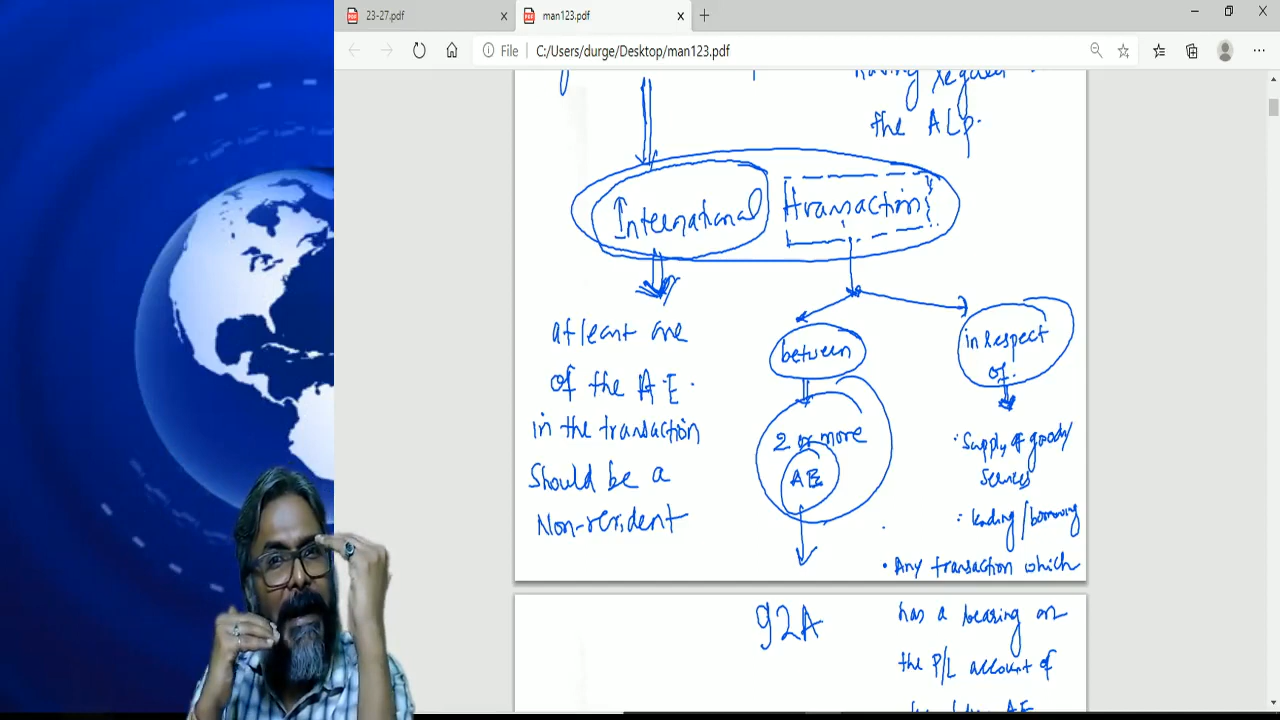 23-27.pdf
man123.pdf
File C:/Users/durge/Desktop/man123.pdf
having regard
the ALP.
International transaction
atleast one
of the A.E.
in the transaction
Should be a
Non-resident
between
2 or more
AE
92A
in respect
of.
Supply of goods/
Services
lending/borrowing
Any transaction which
has a bearing on
the P/L account of
AE